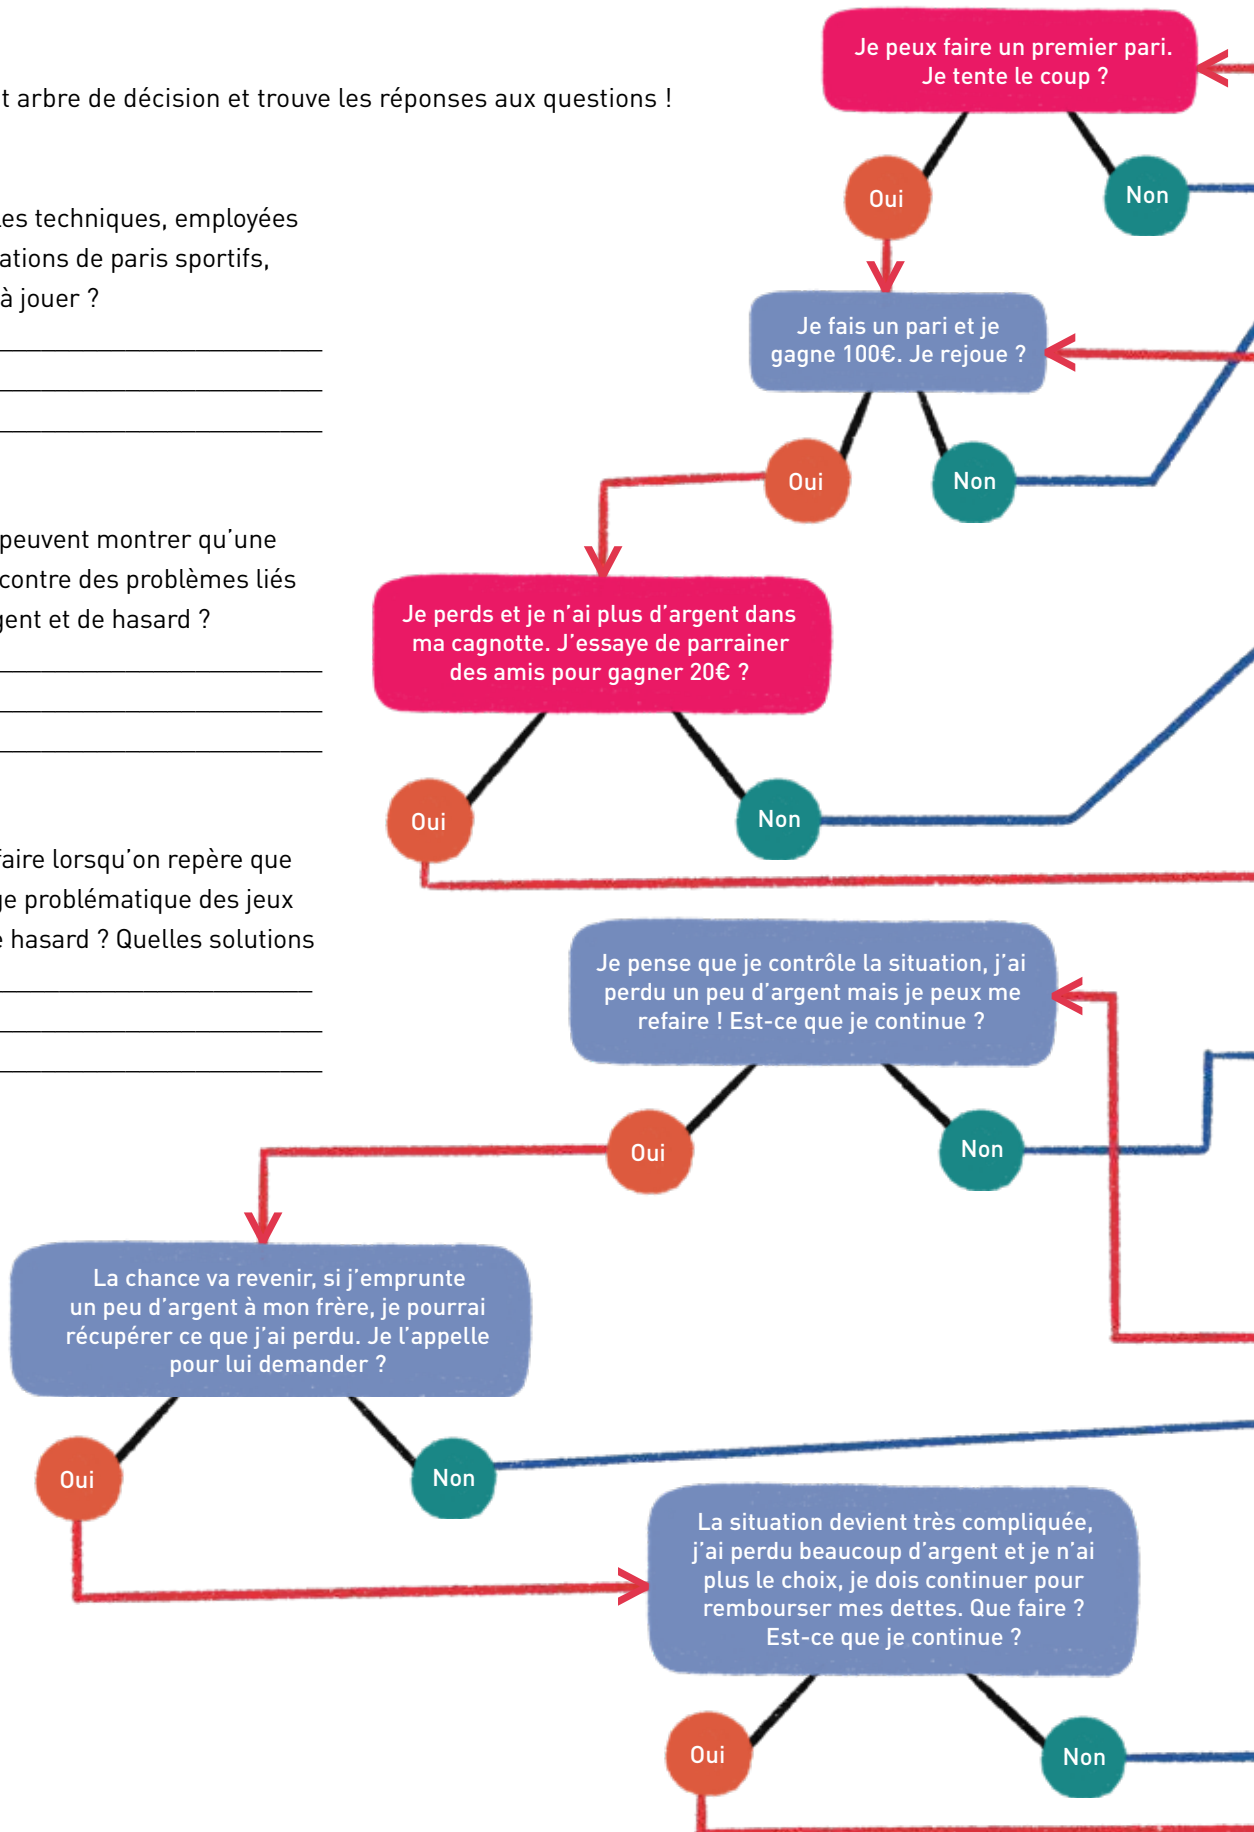 t arbre de décision et trouve les réponses aux questions !
les techniques, employées
ations de paris sportifs,
à jouer ?
peuvent montrer qu'une
contre des problèmes liés
gent et de hasard ?
faire lorsqu'on repère que
ge problématique des jeux
e hasard ? Quelles solutions
Je peux faire un premier pari.
Je tente le coup ?
Oui
Non
Je fais un pari et je
gagne 100€. Je rejoue ?
Oui
Non
Je perds et je n'ai plus d'argent dans
ma cagnotte. J'essaye de parrainer
des amis pour gagner 20€ ?
Oui
Non
Je pense que je contrôle la situation, j'ai
perdu un peu d'argent mais je peux me
refaire ! Est-ce que je continue ?
Oui
Non
La chance va revenir, si j'emprunte
un peu d'argent à mon frère, je pourrai
récupérer ce que j'ai perdu. Je l'appelle
pour lui demander ?
Oui
Non
La situation devient très compliquée,
j'ai perdu beaucoup d'argent et je n'ai
plus le choix, je dois continuer pour
rembourser mes dettes. Que faire ?
Est-ce que je continue ?
Oui
Non